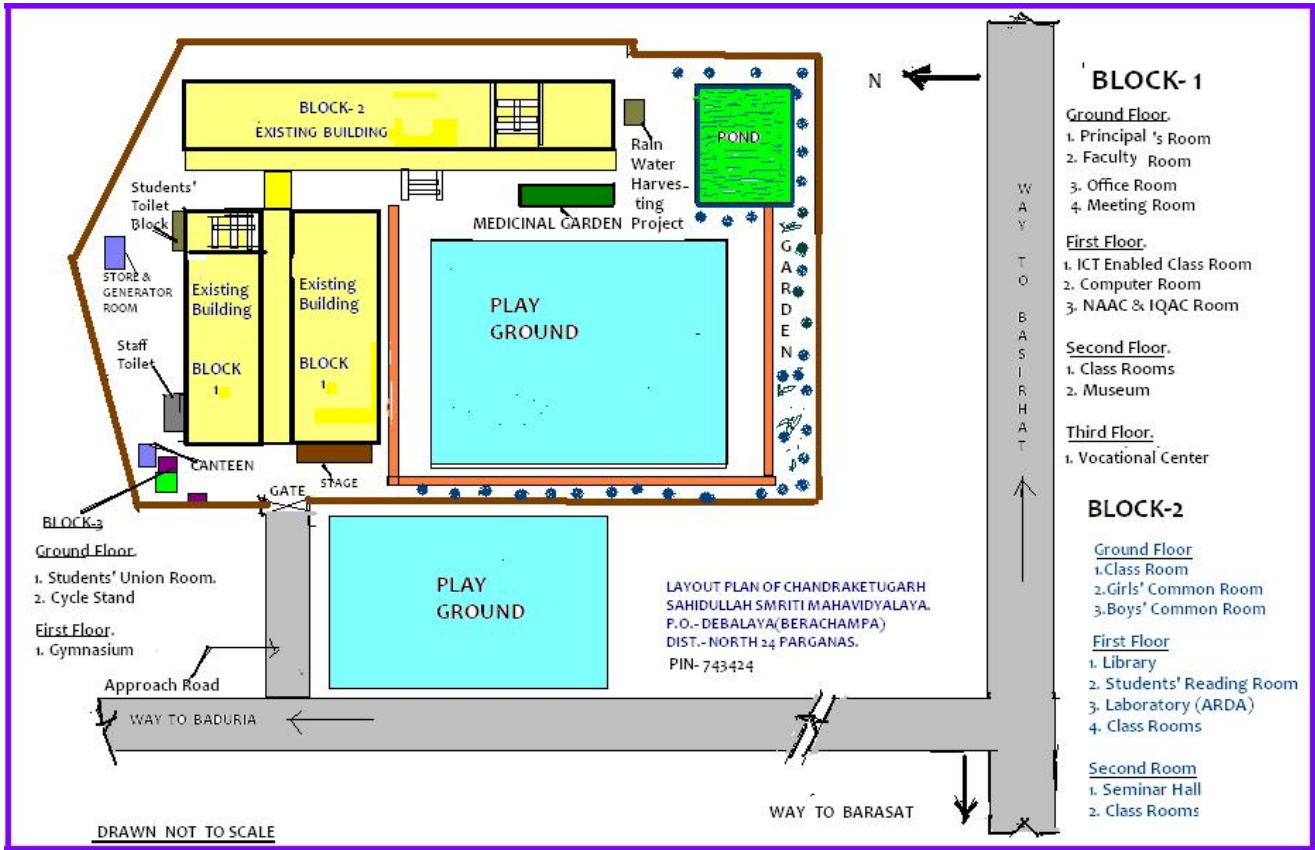 BLOCK- 2
EXISTING BUILDING
N
POND
Rain
Water
Harves-
ting
Project
Students'
Toilet
Block
MEDICINAL GARDEN
STORE &
GENERATOR
ROOM
Existing
Building
BLOCK
1
Existing
Building
BLOCK
1
PLAY
GROUND
GARDEN
Staff
Toilet
CANTEEN
STAGE
GATE
BLOCK-3
Ground Floor.
1. Students' Union Room.
2. Cycle Stand
First Floor.
1. Gymnasium
Approach Road
PLAY
GROUND
LAYOUT PLAN OF CHANDRAKETUGARH
SAHIDULLAH SMRITI MAHAVIDYALAYA.
P.O.- DEBALAYA(BERACHAMPA)
DIST.- NORTH 24 PARGANAS.
PIN- 743424
WAY TO BADURIA
WAY TO BARASAT
DRAWN NOT TO SCALE
WAY TO BASIRHAT
BLOCK- 1
Ground Floor.
1. Principal 's Room
2. Faculty Room
3. Office Room
4. Meeting Room
First Floor.
1. ICT Enabled Class Room
2. Computer Room
3. NAAC & IQAC Room
Second Floor.
1. Class Rooms
2. Museum
Third Floor.
1. Vocational Center
BLOCK-2
Ground Floor
1.Class Room
2.Girls' Common Room
3.Boys' Common Room
First Floor
1. Library
2. Students' Reading Room
3. Laboratory (ARDA)
4. Class Rooms
Second Room
1. Seminar Hall
2. Class Rooms